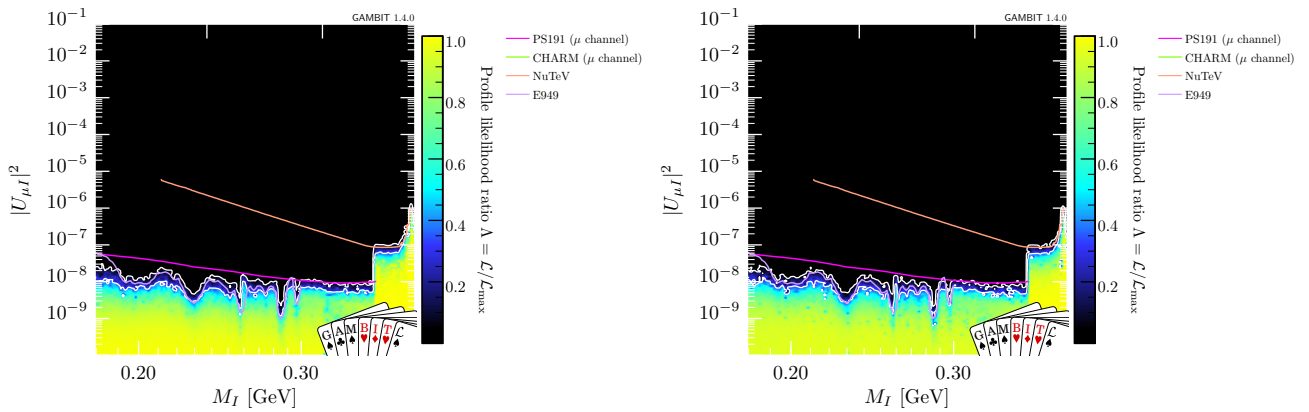 GAMBIT 1.4.0
10⁻¹
10⁻²
10⁻³
10⁻⁴
10⁻⁵
10⁻⁶
10⁻⁷
10⁻⁸
10⁻⁹
|U_{μI}|²
0.20
0.30
M_I [GeV]
G A M B I T L
1.0
0.8
0.6
0.4
0.2
Profile likelihood ratio Λ = ℒ/ℒ_max
PS191 (μ channel)
CHARM (μ channel)
NuTeV
E949
GAMBIT 1.4.0
10⁻¹
10⁻²
10⁻³
10⁻⁴
10⁻⁵
10⁻⁶
10⁻⁷
10⁻⁸
10⁻⁹
|U_{μI}|²
0.20
0.30
M_I [GeV]
G A M B I T L
1.0
0.8
0.6
0.4
0.2
Profile likelihood ratio Λ = ℒ/ℒ_max
PS191 (μ channel)
CHARM (μ channel)
NuTeV
E949